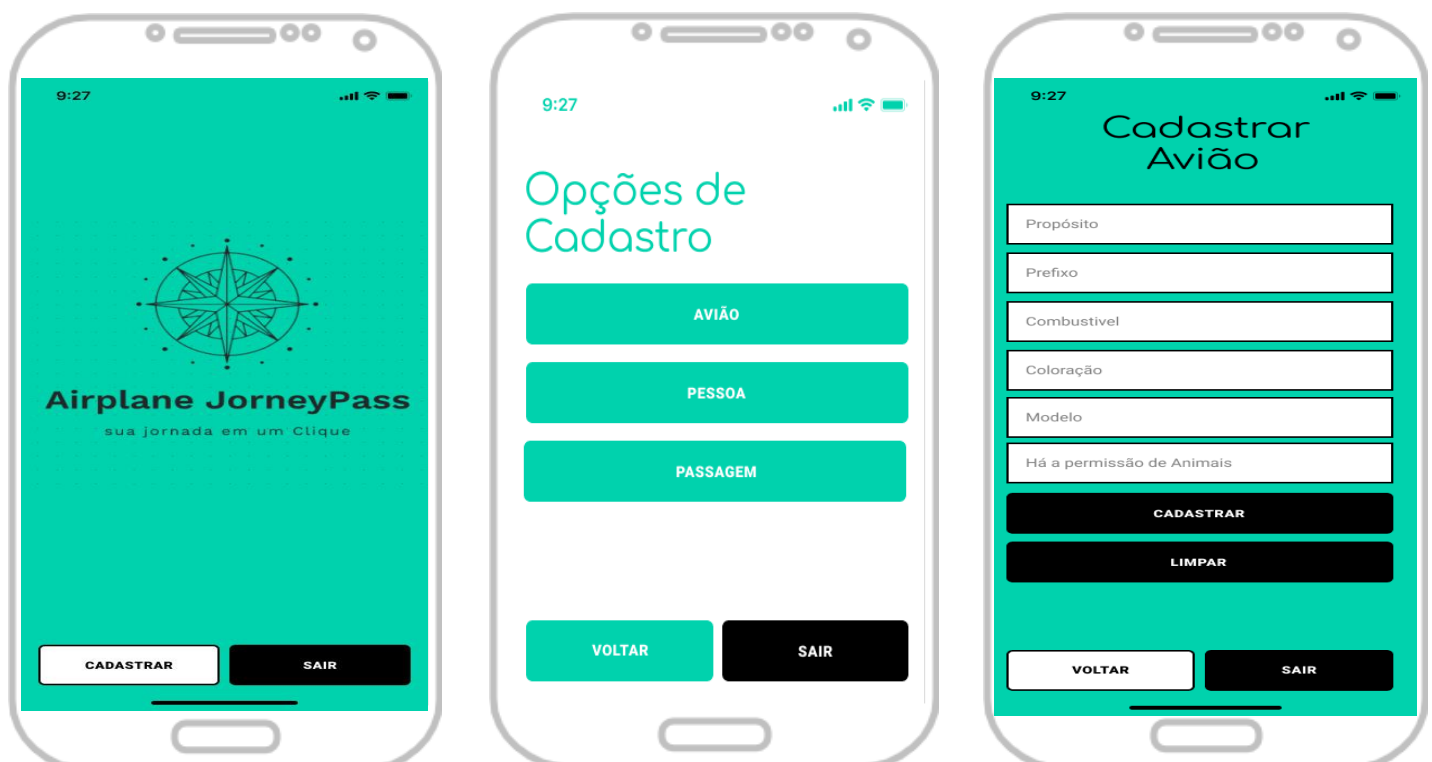 9:27
Airplane JorneyPass
sua jornada em um Clique
CADASTRAR
SAIR
9:27
Opções de
Cadastro
AVIÃO
PESSOA
PASSAGEM
VOLTAR
SAIR
9:27
Cadastrar
Avião
Propósito
Prefixo
Combustivel
Coloração
Modelo
Há a permissão de Animais
CADASTRAR
LIMPAR
VOLTAR
SAIR